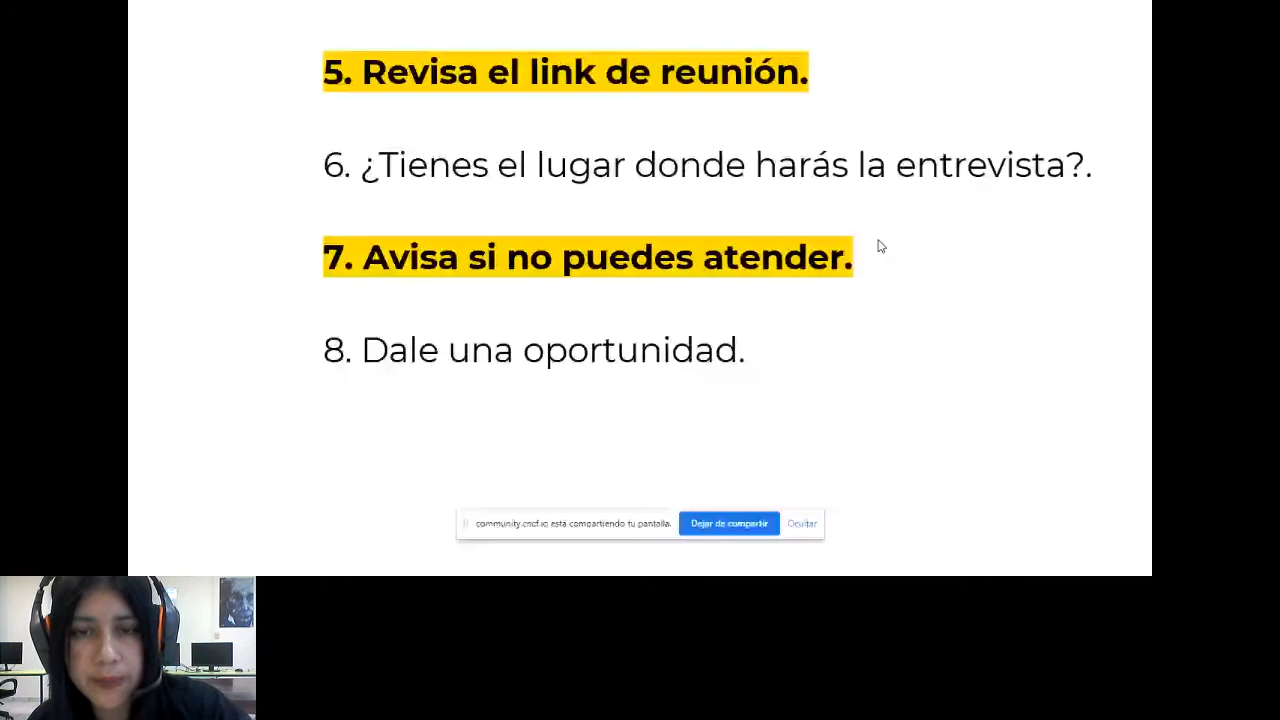 5. Revisa el link de reunión.
6. ¿Tienes el lugar donde harás la entrevista?.
7. Avisa si no puedes atender.
8. Dale una oportunidad.
community.cncf.io está compartiendo tu pantalla. Dejar de compartir Ocultar